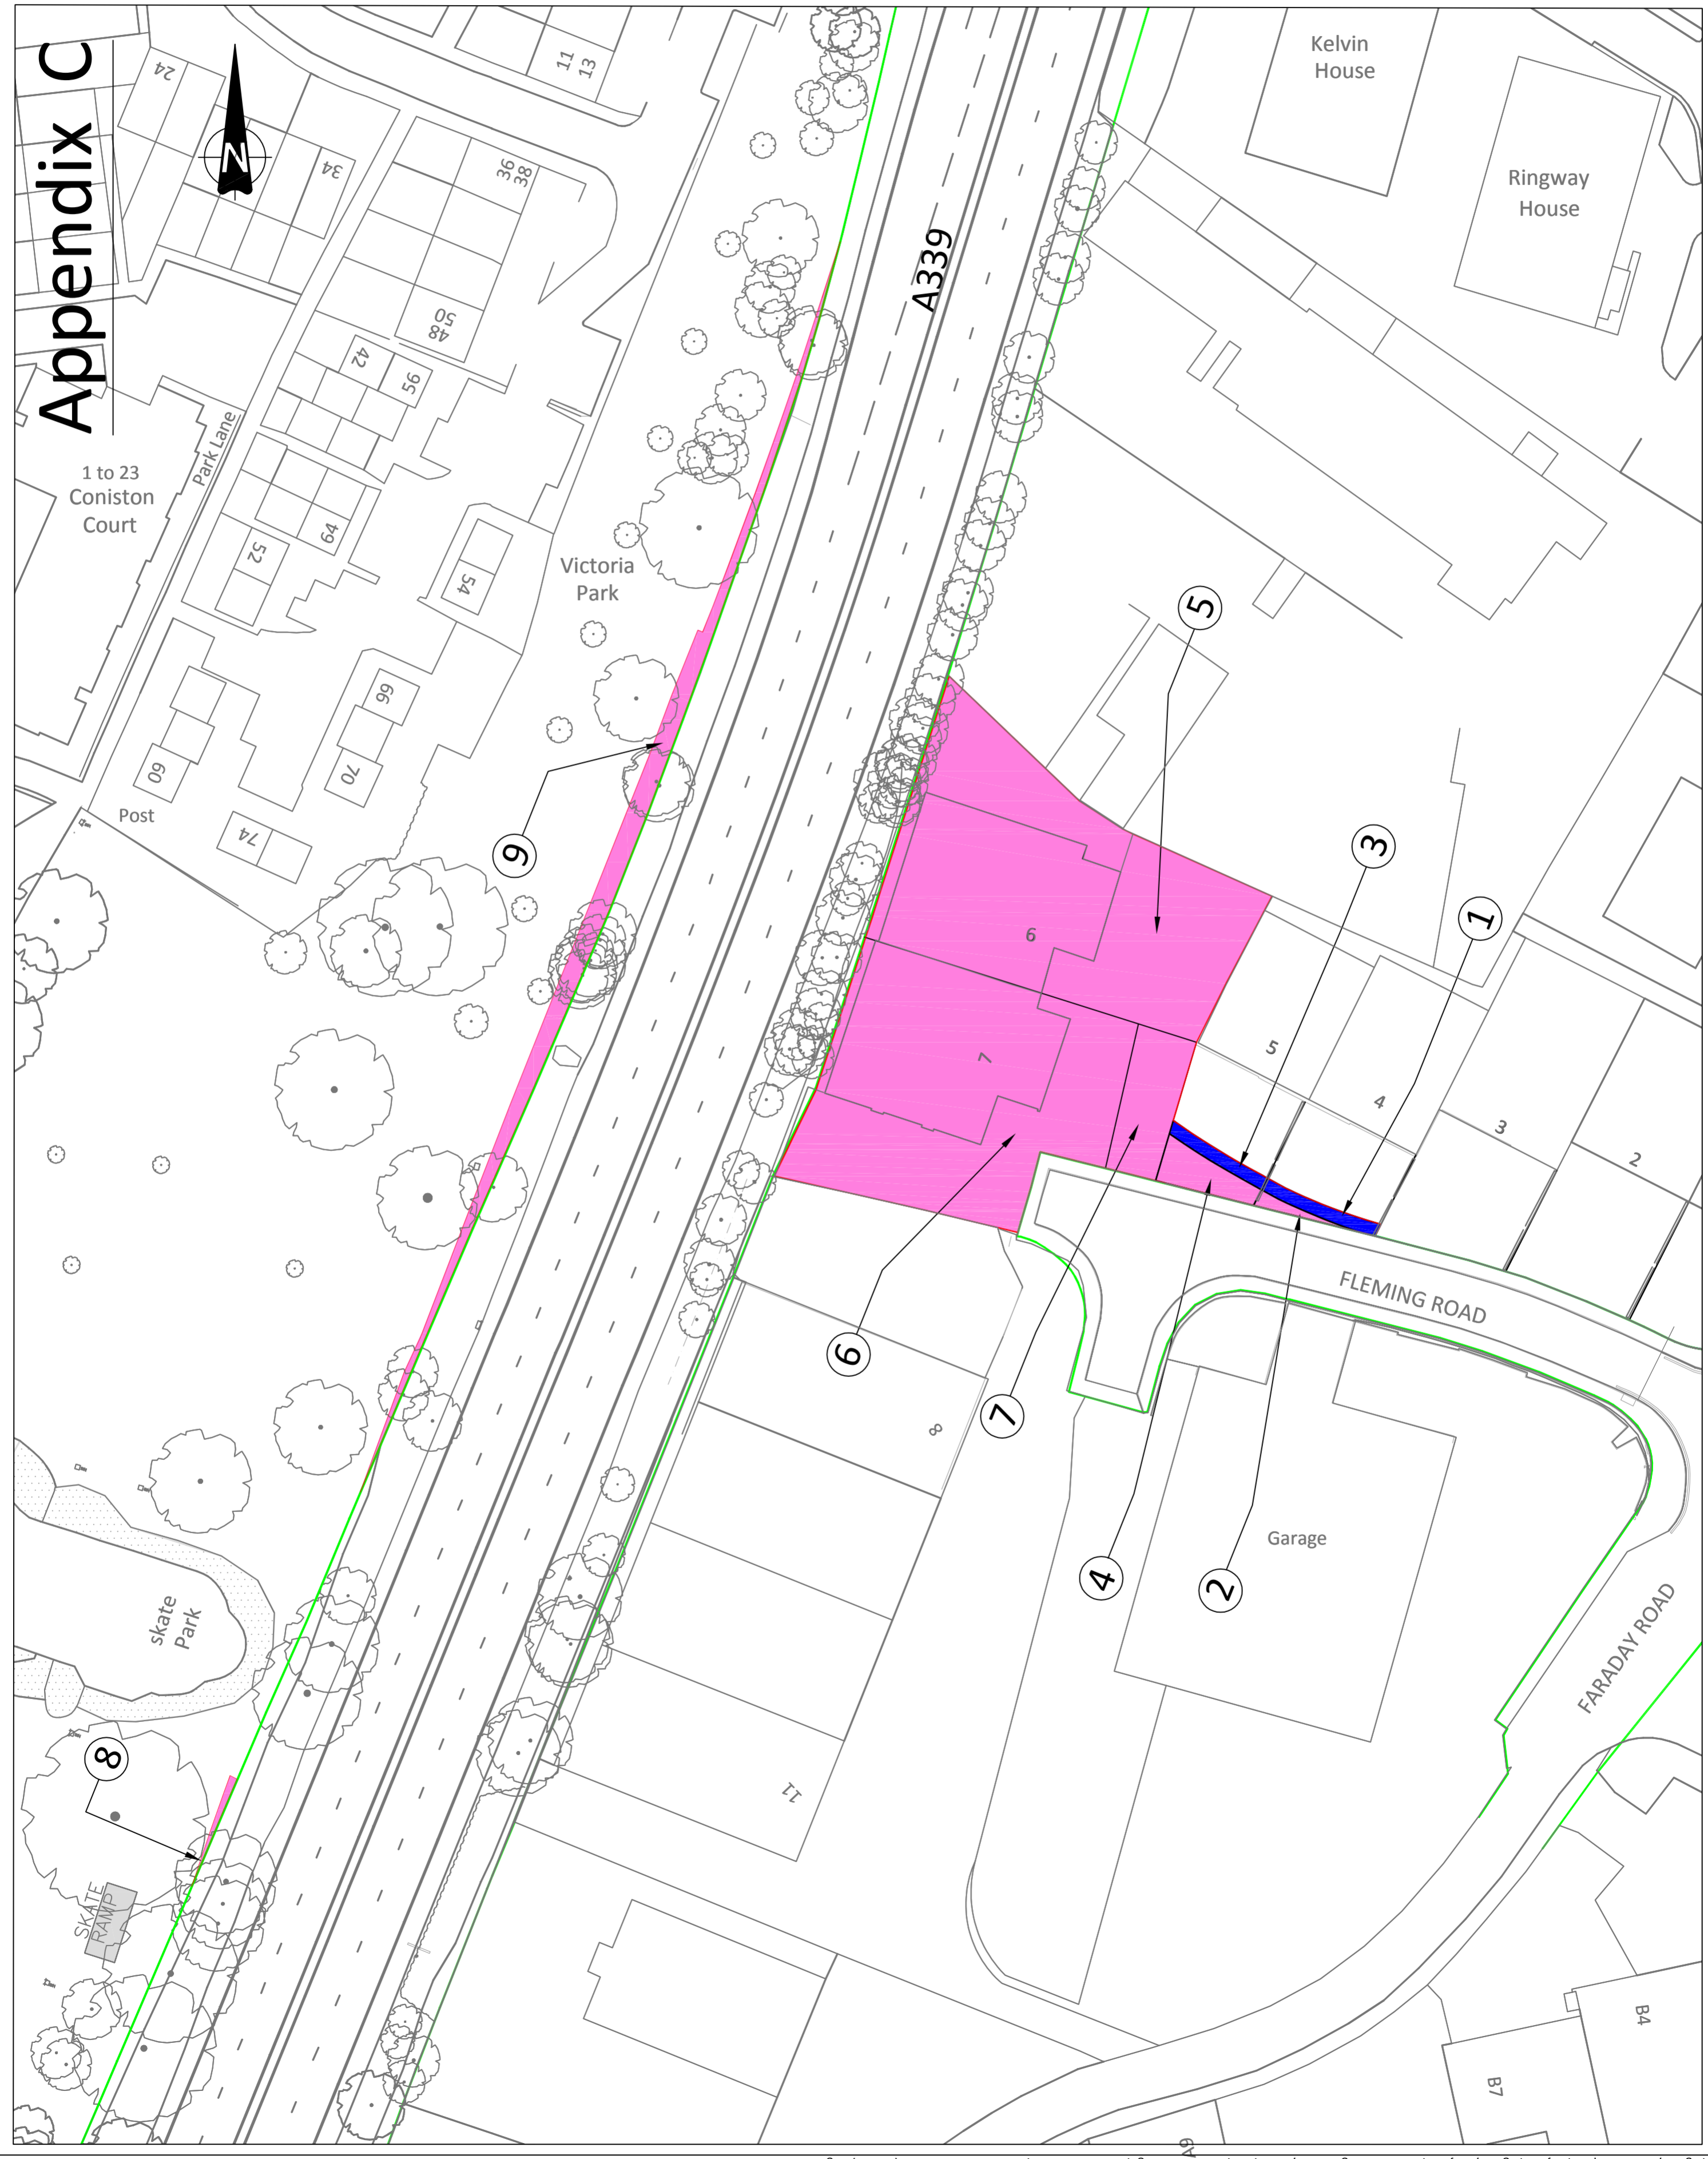 Appendix C
N
24
34
11
13
36
38
48
50
42
56
1 to 23
Coniston
Court
Park Lane
52
64
54
60
66
70
74
Post
Victoria
Park
A339
Kelvin
House
Ringway
House
5
3
1
9
6
7
5
4
3
2
6
7
4
2
8
FLEMING ROAD
Garage
FARADAY ROAD
skate
Park
8
SKATE
RAMP
11
B4
B7